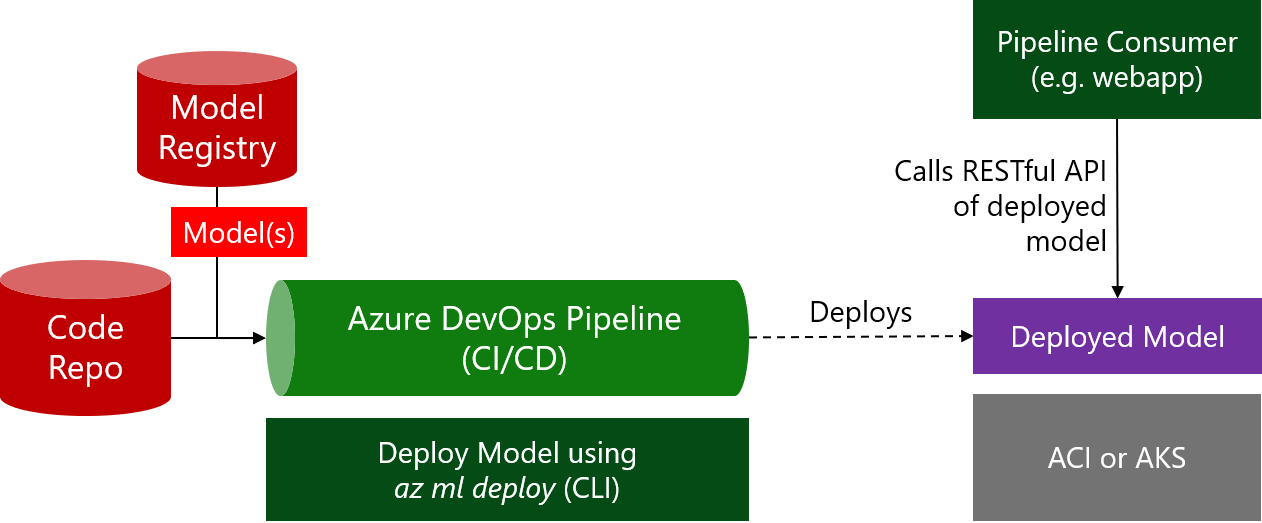 Model
Registry
Model(s)
Code
Repo
Azure DevOps Pipeline
(CI/CD)
Deploy Model using
az ml deploy (CLI)
Deploys
Pipeline Consumer
(e.g. webapp)
Calls RESTful API
of deployed
model
Deployed Model
ACI or AKS